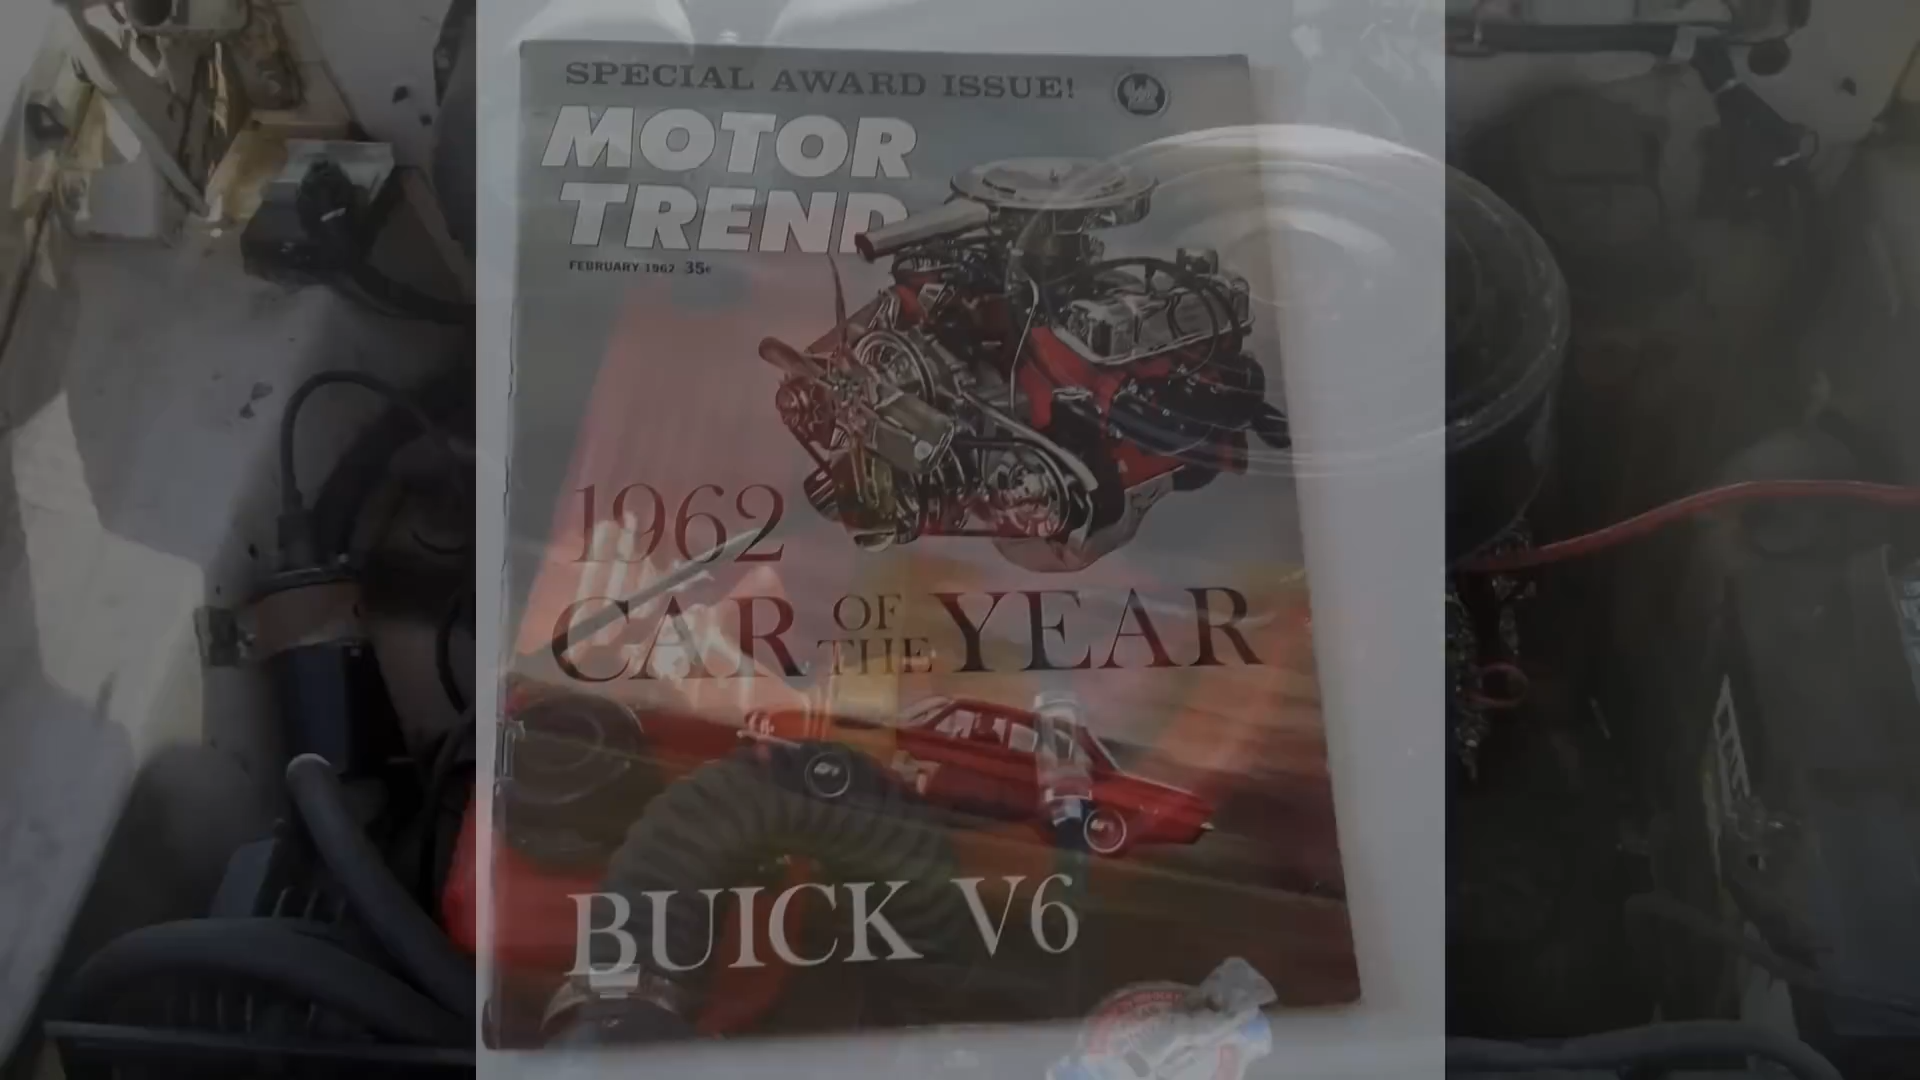 SPECIAL AWARD ISSUE!
MOTOR
TREND
FEBRUARY 1962 35¢
1962
CAR OF THE YEAR
BUICK V6